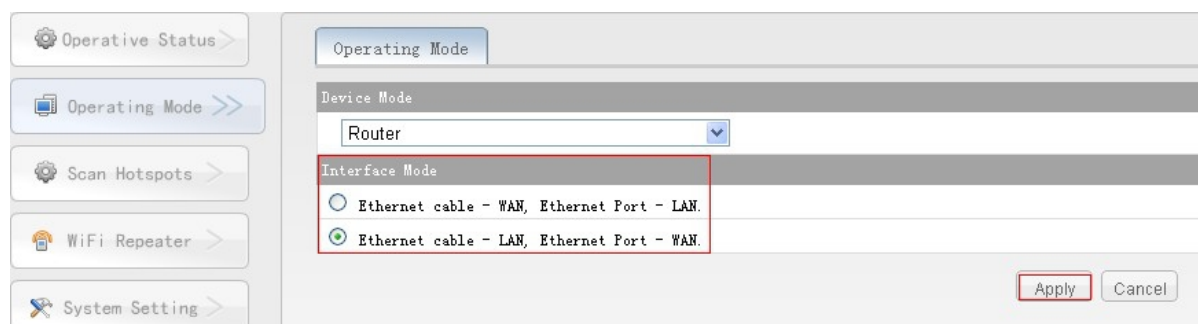 Operative Status
Operating Mode
Scan Hotspots
WiFi Repeater
System Setting
Operating Mode
Device Mode
Router
Interface Mode
Ethernet cable - WAN, Ethernet Port - LAN.
Ethernet cable - LAN, Ethernet Port - WAN.
Apply Cancel